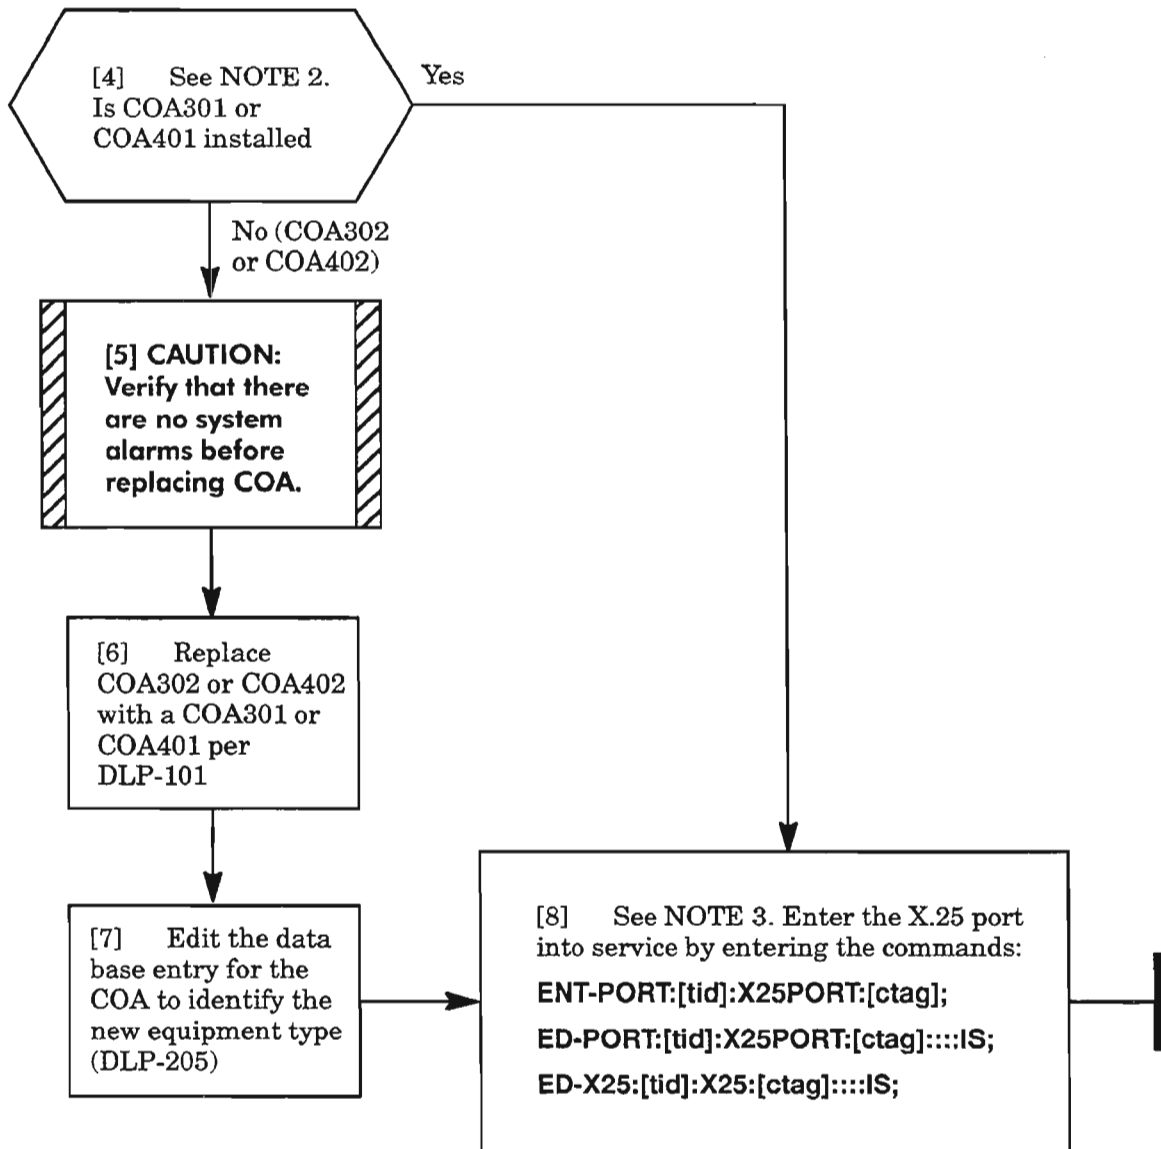 [4] See NOTE 2.
Is COA301 or
COA401 installed
Yes
No (COA302
or COA402)
[5] CAUTION:
Verify that there
are no system
alarms before
replacing COA.
[6] Replace
COA302 or COA402
with a COA301 or
COA401 per
DLP-101
[7] Edit the data
base entry for the
COA to identify the
new equipment type
(DLP-205)
[8] See NOTE 3. Enter the X.25 port
into service by entering the commands:
ENT-PORT:[tid]:X25PORT:[ctag];
ED-PORT:[tid]:X25PORT:[ctag]::::IS;
ED-X25:[tid]:X25:[ctag]::::IS;